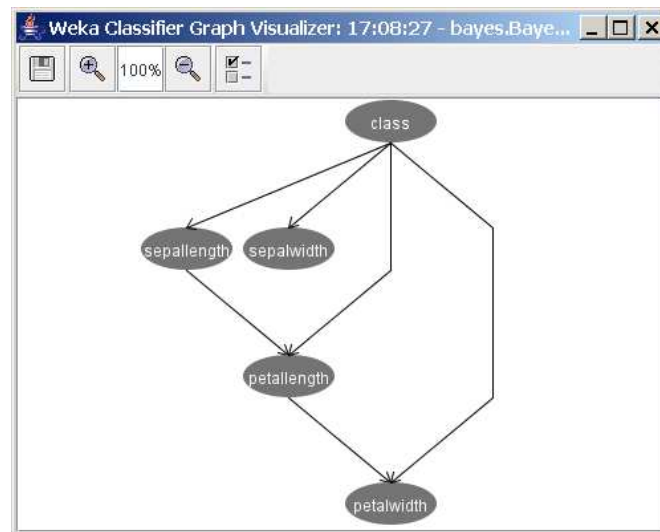 Weka Classifier Graph Visualizer: 17:08:27 - bayes.Baye...
100%
class
sepallength sepalwidth
petallength
petalwidth